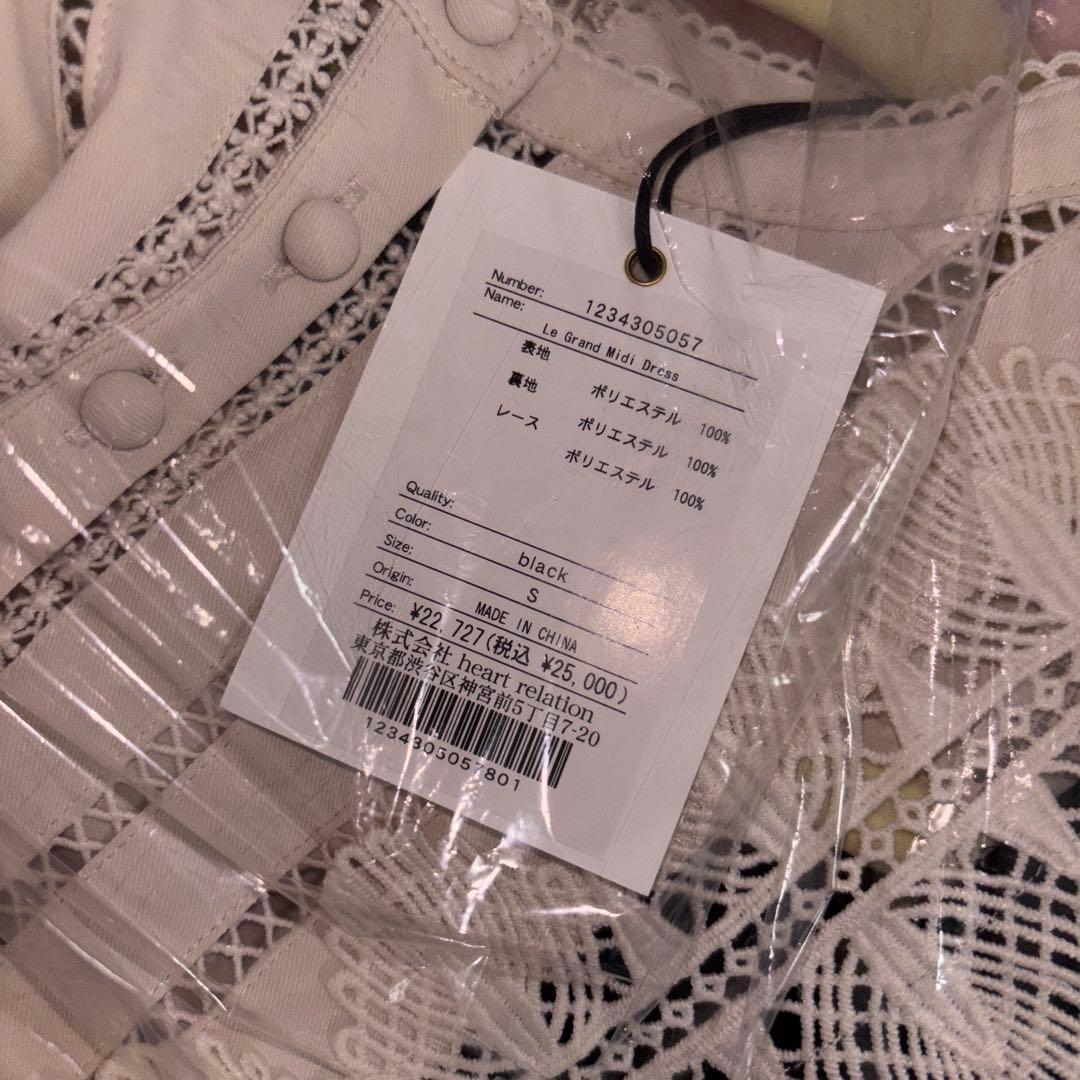 Number: 1234305057
Name: Le Grand Midi Dress
表地 ポリエステル 100%
裏地 ポリエステル 100%
レース ポリエステル 100%
Quality:
Color: black
Size: S
Origin: MADE IN CHINA
Price: ¥22,727(税込 ¥25,000)
株式会社 heart relation
東京都渋谷区神宮前5丁目7-20
1234305057801